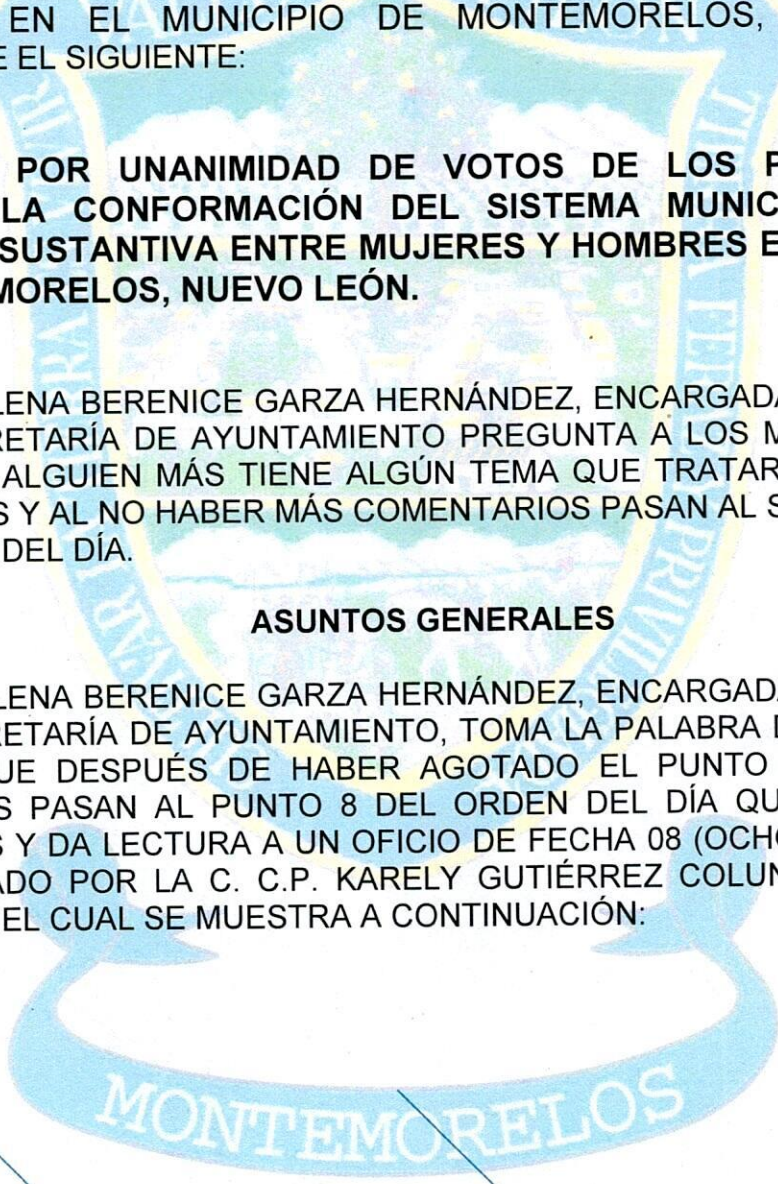 EN EL MUNICIPIO DE MONTEMORELOS,
E EL SIGUIENTE:
POR UNANIMIDAD DE VOTOS DE LOS P
LA CONFORMACIÓN DEL SISTEMA MUNIC
SUSTANTIVA ENTRE MUJERES Y HOMBRES E
MORELOS, NUEVO LEÓN.
LENA BERENICE GARZA HERNÁNDEZ, ENCARGADA
RETARÍA DE AYUNTAMIENTO PREGUNTA A LOS M
ALGUIEN MÁS TIENE ALGÚN TEMA QUE TRATAR
S Y AL NO HABER MÁS COMENTARIOS PASAN AL S
DEL DÍA.
ASUNTOS GENERALES
LENA BERENICE GARZA HERNÁNDEZ, ENCARGADA
RETARÍA DE AYUNTAMIENTO, TOMA LA PALABRA
UE DESPUÉS DE HABER AGOTADO EL PUNTO
S PASAN AL PUNTO 8 DEL ORDEN DEL DÍA QU
S Y DA LECTURA A UN OFICIO DE FECHA 08 (OCHO
ADO POR LA C. C.P. KARELY GUTIÉRREZ COLUN
EL CUAL SE MUESTRA A CONTINUACIÓN:
MONTEMORELOS